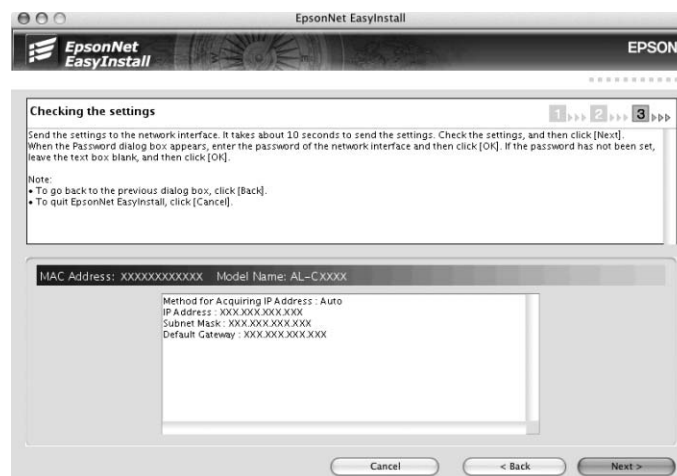 EpsonNet EasyInstall
EpsonNet
EasyInstall
EPSON
Checking the settings
1 2 3
Send the settings to the network interface. It takes about 10 seconds to send the settings. Check the settings, and then click [Next].
When the Password dialog box appears, enter the password of the network interface and then click [OK]. If the password has not been set,
leave the text box blank, and then click [OK].
Note:
• To go back to the previous dialog box, click [Back].
• To quit EpsonNet EasyInstall, click [Cancel].
MAC Address: XXXXXXXXXXXX Model Name: AL-CXXXX
Method for Acquiring IP Address : Auto
IP Address : XXX.XXX.XXX.XXX
Subnet Mask : XXX.XXX.XXX.XXX
Default Gateway : XXX.XXX.XXX.XXX
Cancel < Back Next >